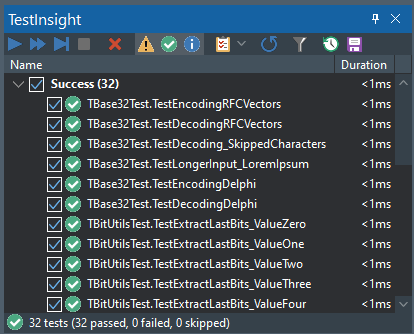 TestInsight
Name Duration
Success (32) <1ms
TBase32Test.TestEncodingRFCVectors <1ms
TBase32Test.TestDecodingRFCVectors <1ms
TBase32Test.TestDecoding_SkippedCharacters <1ms
TBase32Test.TestLongerInput_LoremIpsum <1ms
TBase32Test.TestEncodingDelphi <1ms
TBase32Test.TestDecodingDelphi <1ms
TBitUtilsTest.TestExtractLastBits_ValueZero <1ms
TBitUtilsTest.TestExtractLastBits_ValueOne <1ms
TBitUtilsTest.TestExtractLastBits_ValueTwo <1ms
TBitUtilsTest.TestExtractLastBits_ValueThree <1ms
TBitUtilsTest.TestExtractLastBits_ValueFour <1ms
32 tests (32 passed, 0 failed, 0 skipped)